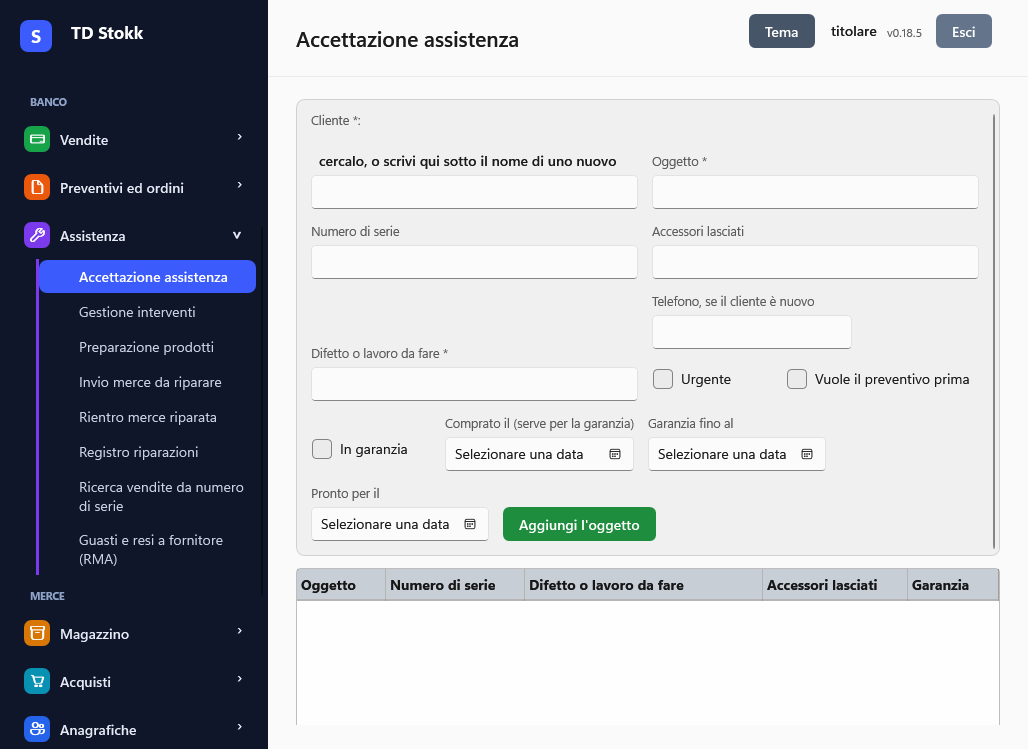 S
TD Stokk
BANCO
Vendite
Preventivi ed ordini
Assistenza
Accettazione assistenza
Gestione interventi
Preparazione prodotti
Invio merce da riparare
Rientro merce riparata
Registro riparazioni
Ricerca vendite da numero
di serie
Guasti e resi a fornitore
(RMA)
MERCE
Magazzino
Acquisti
Anagrafiche
Accettazione assistenza
Tema
titolare
v0.18.5
Esci
Cliente *:
cercalo, o scrivi qui sotto il nome di uno nuovo
Oggetto *
Numero di serie
Accessori lasciati
Telefono, se il cliente è nuovo
Difetto o lavoro da fare *
Urgente
Vuole il preventivo prima
In garanzia
Comprato il (serve per la garanzia)
Selezionare una data
Garanzia fino al
Selezionare una data
Pronto per il
Selezionare una data
Aggiungi l'oggetto
Oggetto
Numero di serie
Difetto o lavoro da fare
Accessori lasciati
Garanzia